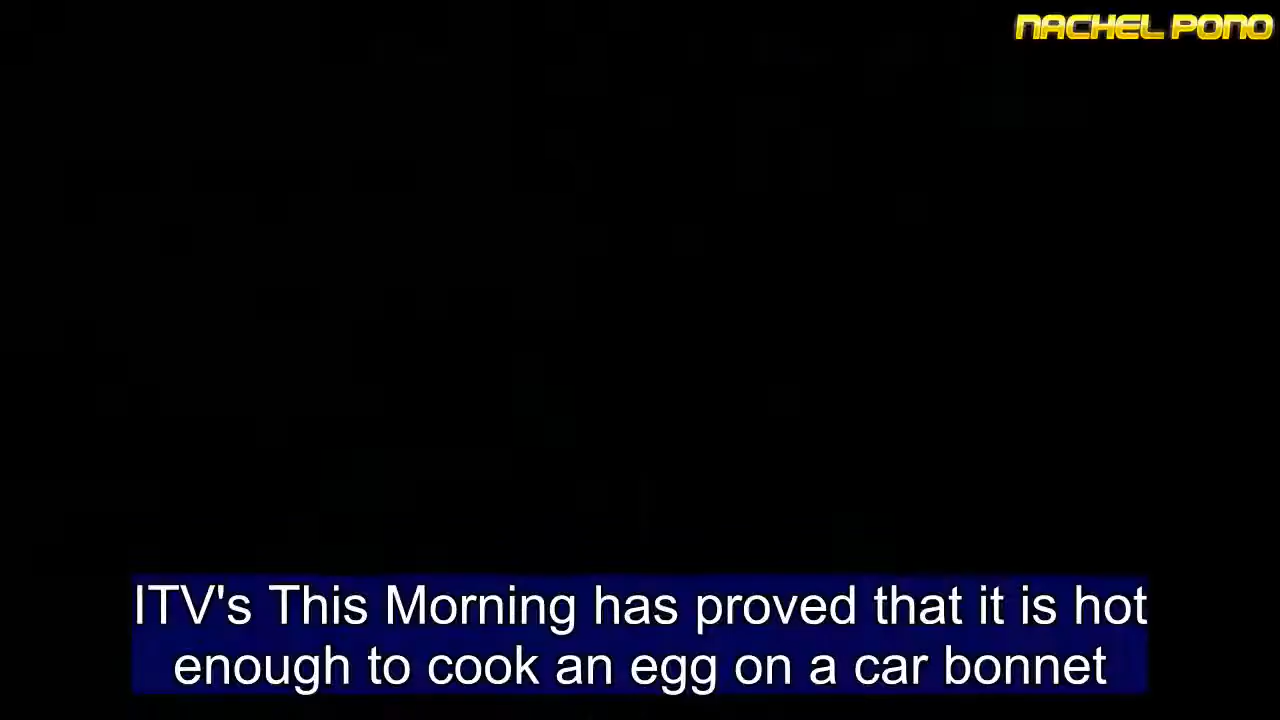 NACHEL PONO
ITV's This Morning has proved that it is hot
enough to cook an egg on a car bonnet